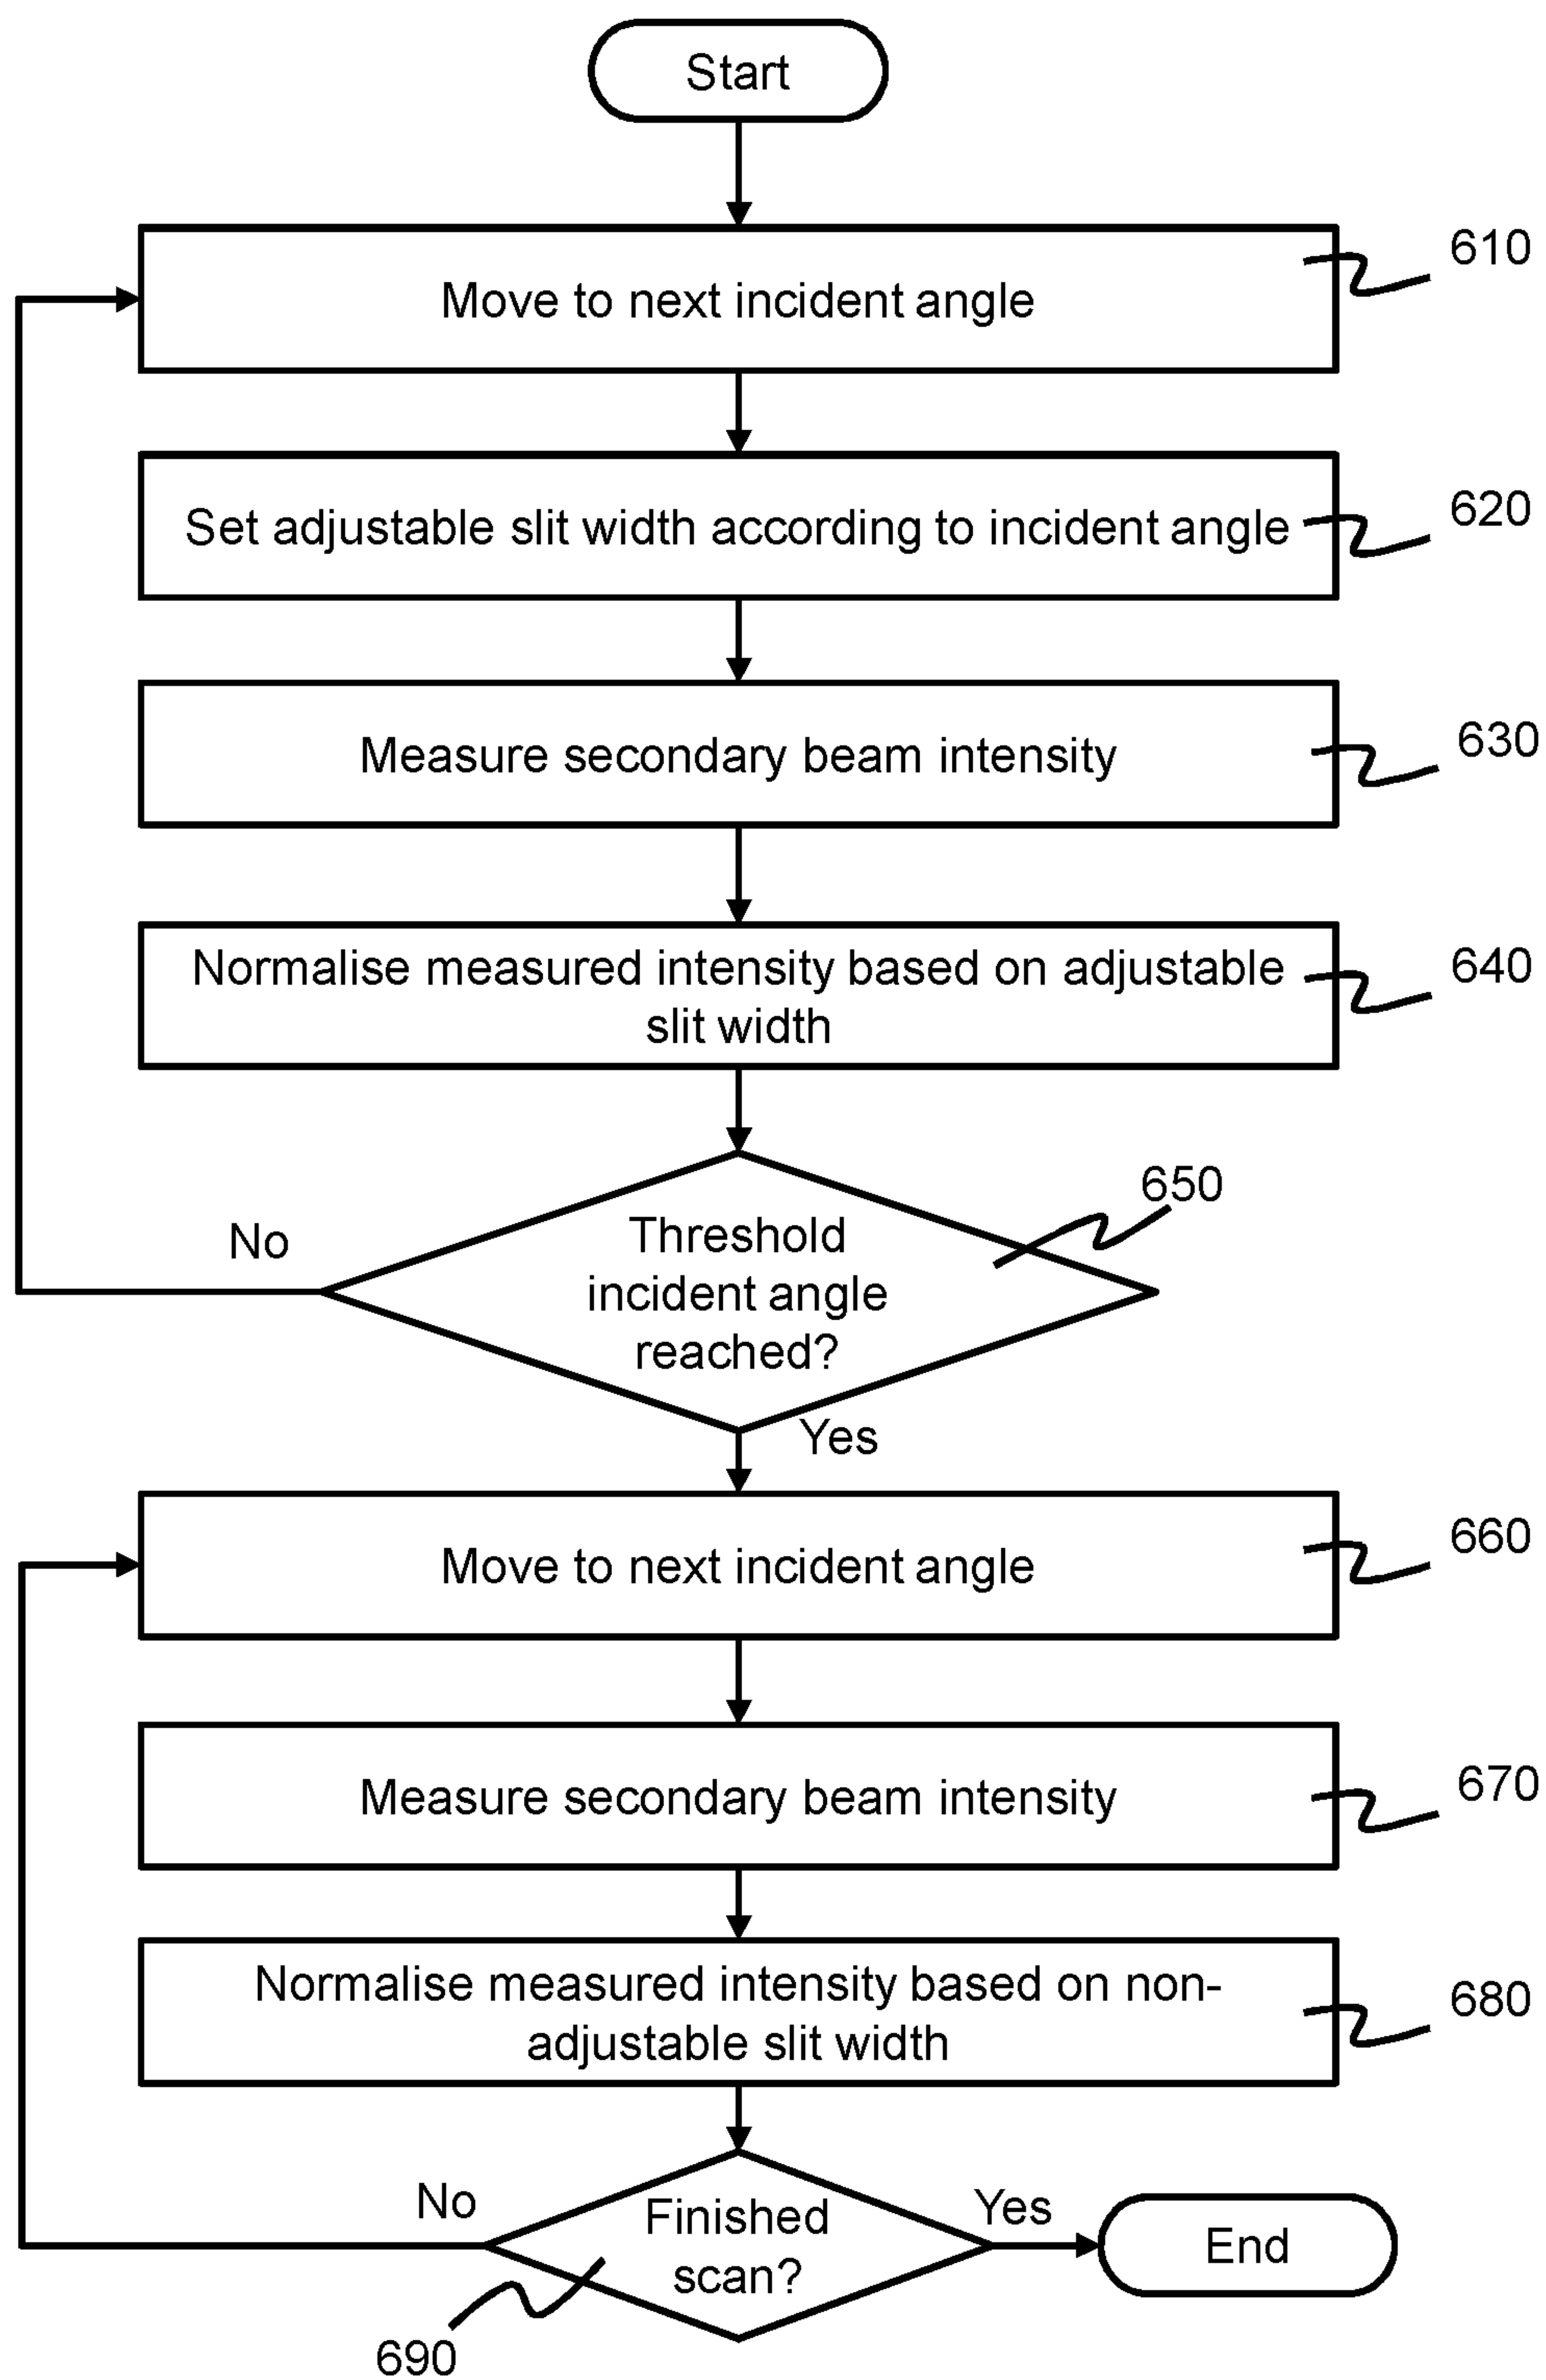 Start
Move to next incident angle
610
Set adjustable slit width according to incident angle
620
Measure secondary beam intensity
630
Normalise measured intensity based on adjustable
slit width
640
Threshold
incident angle
reached?
650
No
Yes
Move to next incident angle
660
Measure secondary beam intensity
670
Normalise measured intensity based on non-
adjustable slit width
680
Finished
scan?
No
Yes
End
690